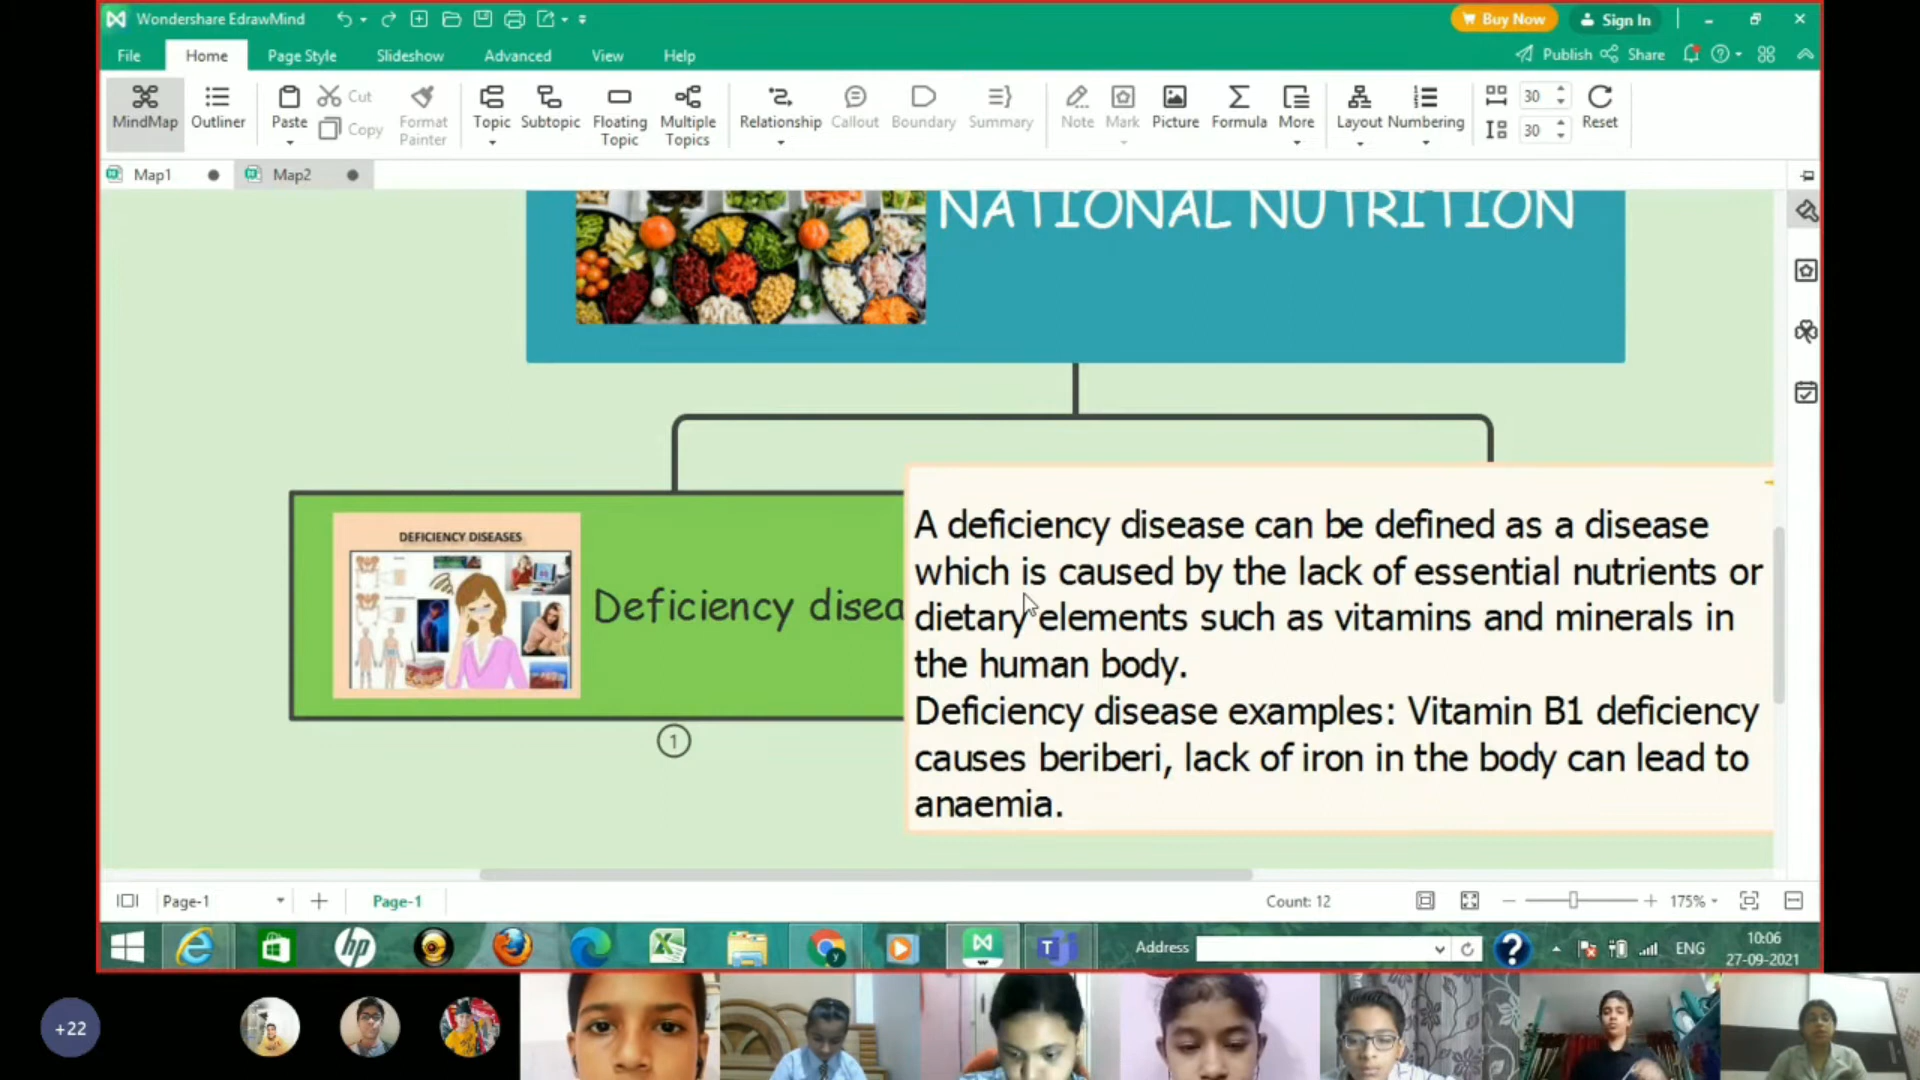 Wondershare EdrawMind
Buy Now
Sign In
File
Home
Page Style
Slideshow
Advanced
View
Help
Publish
Share
MindMap
Outliner
Paste
Cut
Copy
Format
Painter
Topic
Subtopic
Floating
Topic
Multiple
Topics
Relationship
Callout
Boundary
Summary
Note
Mark
Picture
Formula
More
Layout
Numbering
30
30
Reset
Map1
Map2
NATIONAL NUTRITION
DEFICIENCY DISEASES
Deficiency disea
A deficiency disease can be defined as a disease
which is caused by the lack of essential nutrients or
dietary elements such as vitamins and minerals in
the human body.
Deficiency disease examples: Vitamin B1 deficiency
causes beriberi, lack of iron in the body can lead to
anaemia.
1
Page-1
Page-1
Count: 12
175%
Address
ENG
10:06
27-09-2021
+22